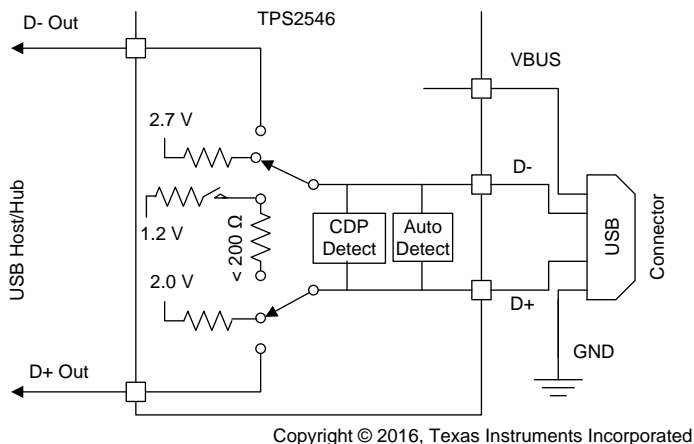 D- Out
TPS2546
VBUS
2.7 V
D-
1.2 V
< 200 Ω
CDP
Detect
Auto
Detect
USB Host/Hub
USB
Connector
2.0 V
D+
GND
D+ Out
Copyright © 2016, Texas Instruments Incorporated